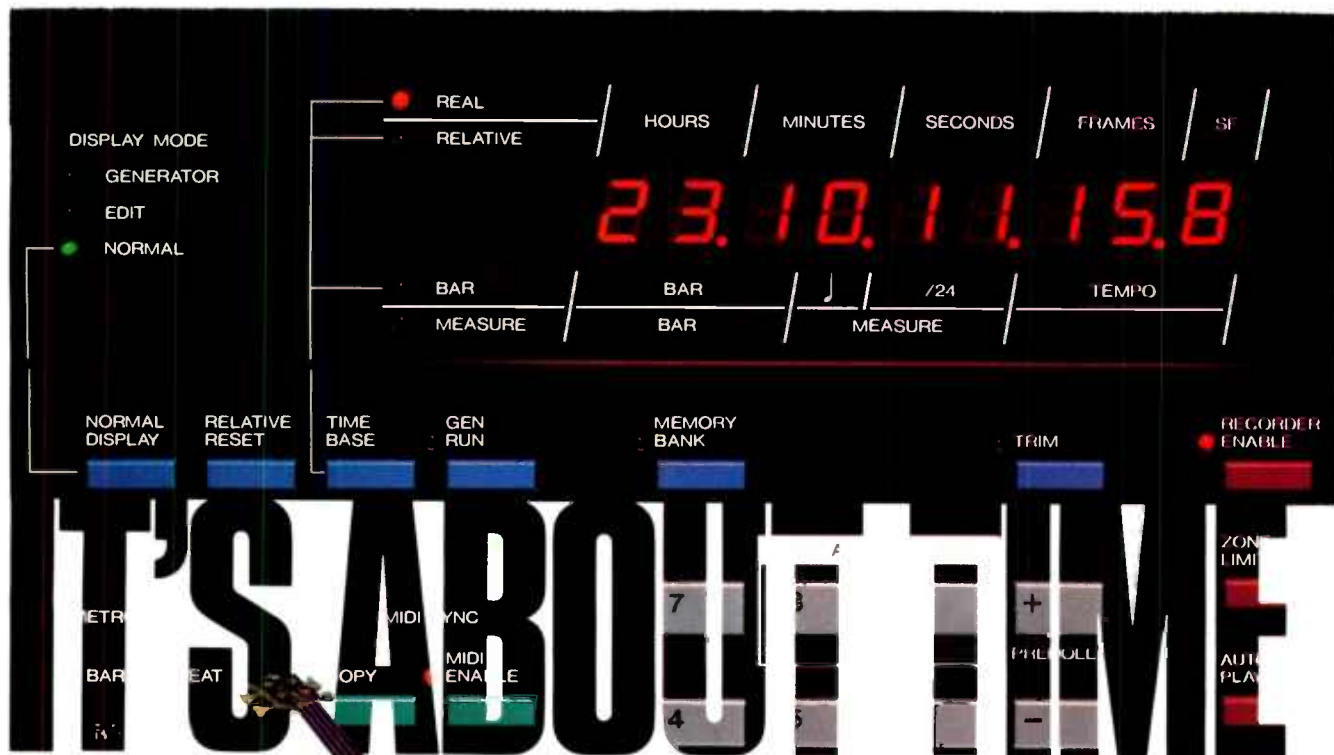 REAL
HOURS MINUTES SECONDS FRAMES SF
RELATIVE
DISPLAY MODE
GENERATOR
EDIT
NORMAL
23.10.11.15.8
BAR BAR /24 TEMPO
MEASURE BAR MEASURE
NORMAL DISPLAY
RELATIVE RESET
TIME BASE
GEN RUN
MEMORY BANK
TRIM
RECORDER ENABLE
IT'S ABOUT TIME
7
+
MIDI ENABLE
4
5
-